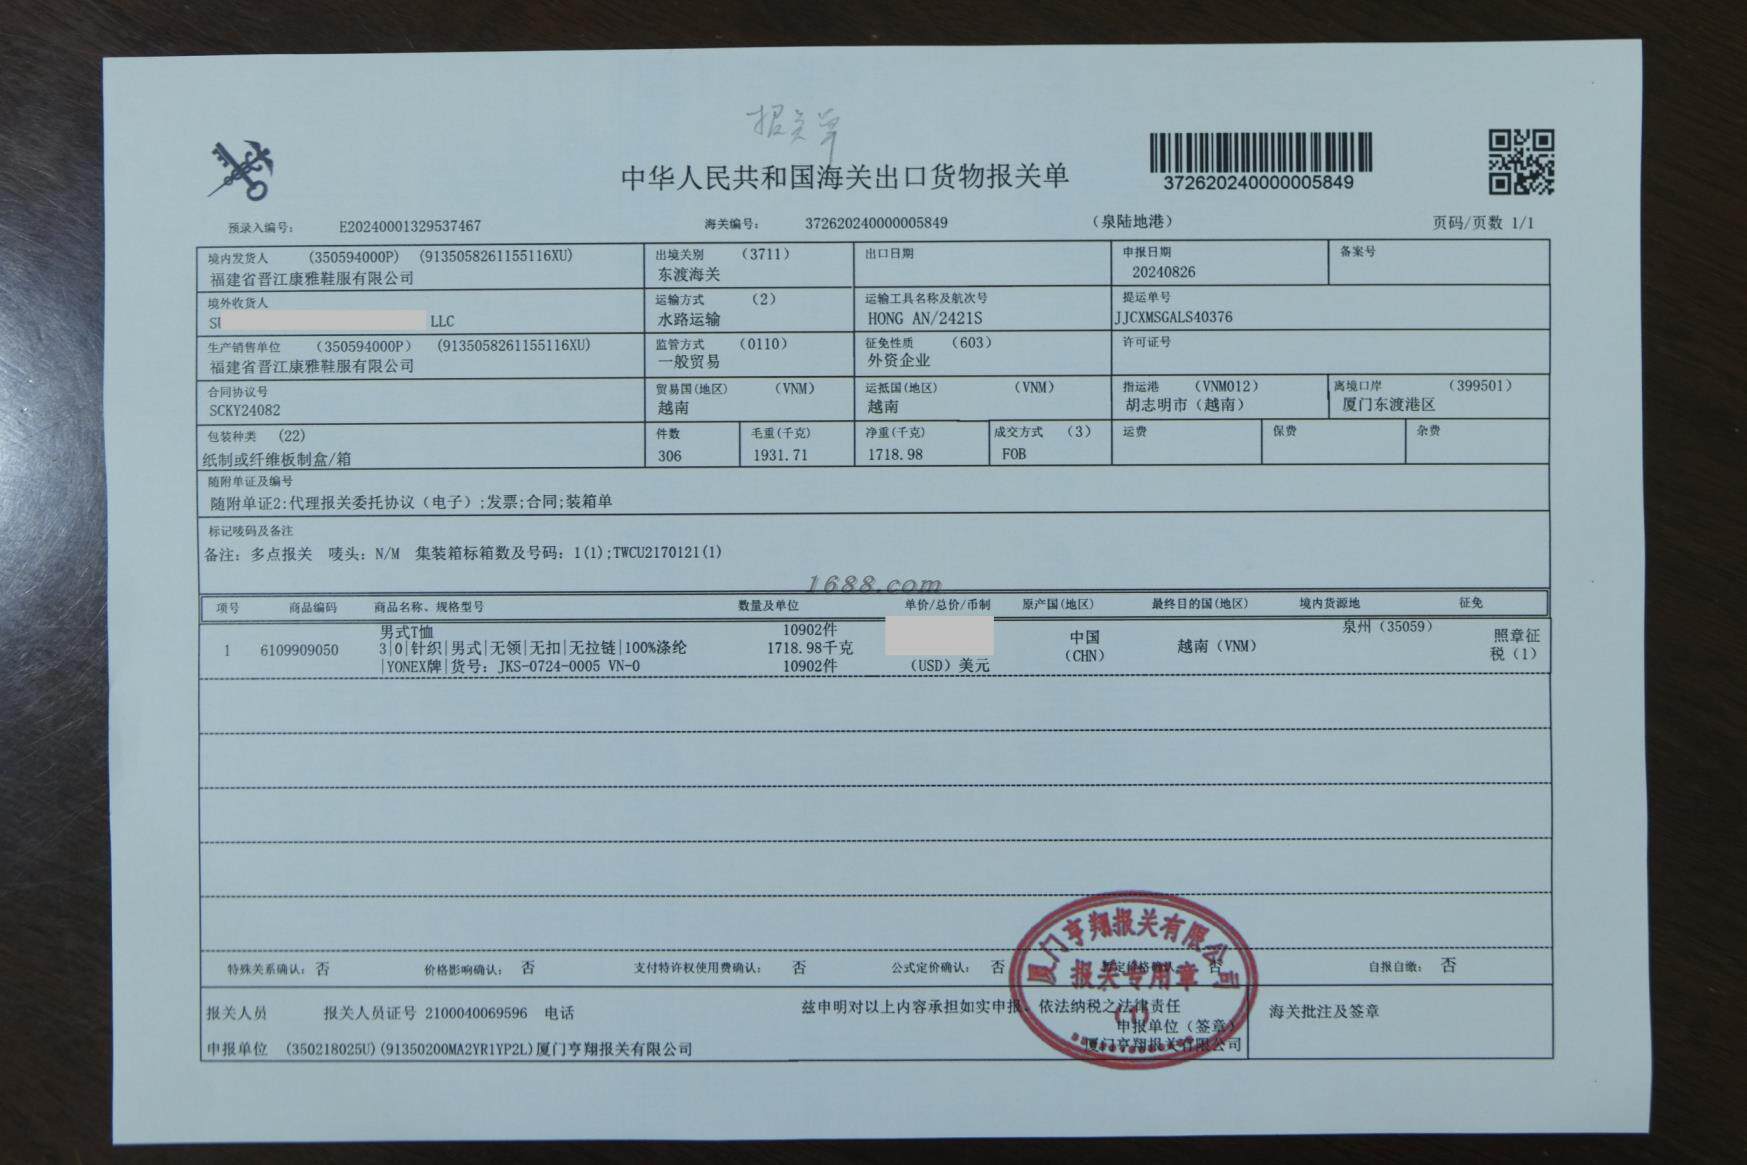 报关单
中华人民共和国海关出口货物报关单
372620240000005849
预录入编号： E20240001329537467 海关编号： 372620240000005849 （泉陆地港） 页码/页数 1/1
境内发货人 (350594000P) (9135058261155116XU)
福建省晋江康雅鞋服有限公司
出境关别 (3711)
东渡海关
出口日期
申报日期
20240826
备案号
境外收货人
LLC
运输方式 (2)
水路运输
运输工具名称及航次号
HONG AN/2421S
提运单号
JJCXMSGALS40376
生产销售单位 (350594000P) (9135058261155116XU)
福建省晋江康雅鞋服有限公司
监管方式 (0110)
一般贸易
征免性质 (603)
外资企业
许可证号
合同协议号
SCKY24082
贸易国(地区) (VNM)
越南
运抵国(地区) (VNM)
越南
指运港 (VNM012)
胡志明市（越南）
离境口岸 (399501)
厦门东渡港区
包装种类 (22)
纸制或纤维板制盒/箱
件数
306
毛重(千克)
1931.71
净重(千克)
1718.98
成交方式 (3)
FOB
运费
保费
杂费
随附单证及编号
随附单证2:代理报关委托协议（电子）;发票;合同;装箱单
标记唛码及备注
备注: 多点报关 唛头: N/M 集装箱标箱数及号码: 1(1);TWCU2170121(1)
1688.com
项号 商品编码 商品名称、规格型号 数量及单位 单价/总价/币制 原产国(地区) 最终目的国(地区) 境内货源地 征免
1 6109909050
男式T恤
3|0|针织|男式|无领|无扣|无拉链|100%涤纶
|YONEX牌|货号: JKS-0724-0005 VN-0
10902件
1718.98千克
10902件
(USD) 美元
中国
(CHN)
越南 (VNM)
泉州 (35059)
照章征
税 (1)
特殊关系确认: 否 价格影响确认: 否 支付特许权使用费确认: 否 公式定价确认: 否 暂定价格确认: 否 自报自缴: 否
报关人员 报关人员证号 2100040069596 电话
兹申明对以上内容承担如实申报、依法纳税之法律责任
申报单位（签章）
厦门亨翔报关有限公司
海关批注及签章
申报单位 (350218025U)(91350200MA2YR1YP2L)厦门亨翔报关有限公司
厦门亨翔报关有限公司
报关专用章
(1)